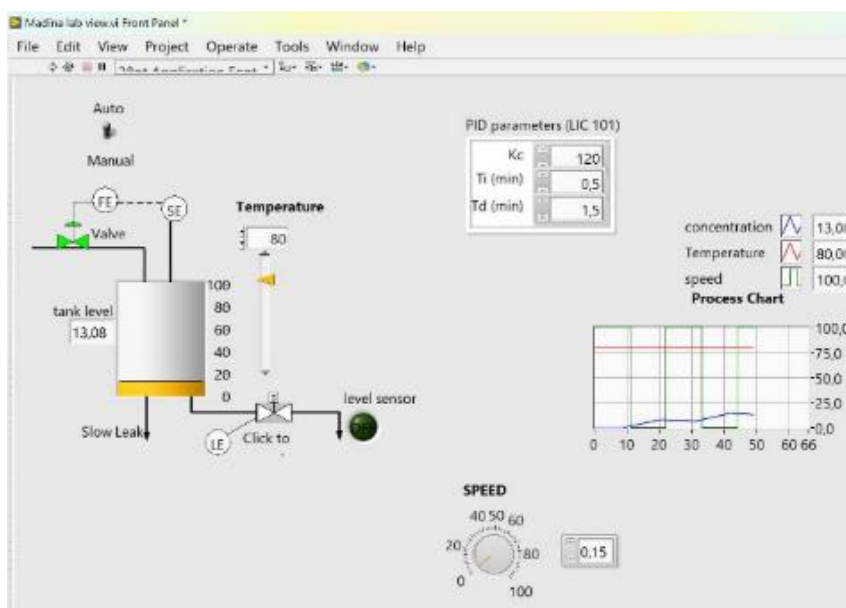 Madina lab view.vi Front Panel *
File Edit View Project Operate Tools Window Help
Auto
Manual
PID parameters (LIC 101)
Kc 120
Ti (min) 0,5
Td (min) 1,5
FE
SE
Valve
Temperature
80
concentration 13,08
Temperature 80,00
speed 100,0
Process Chart
tank level
13,08
100
80
60
40
20
0
100,0
75,0
50,0
25,0
0,0
0 10 20 30 40 50 60 66
level sensor
Slow Leak
LE
Click to
SPEED
0 20 40 50 60 80 100
0,15